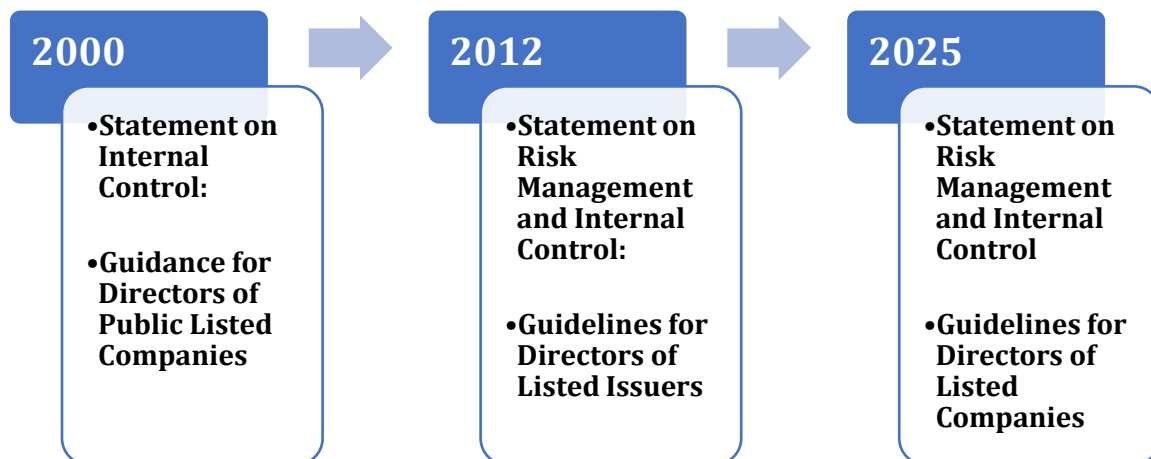 2000
•Statement on
Internal
Control:
•Guidance for
Directors of
Public Listed
Companies
2012
•Statement on
Risk
Management
and Internal
Control:
•Guidelines for
Directors of
Listed Issuers
2025
•Statement on
Risk
Management
and Internal
Control
•Guidelines for
Directors of
Listed
Companies